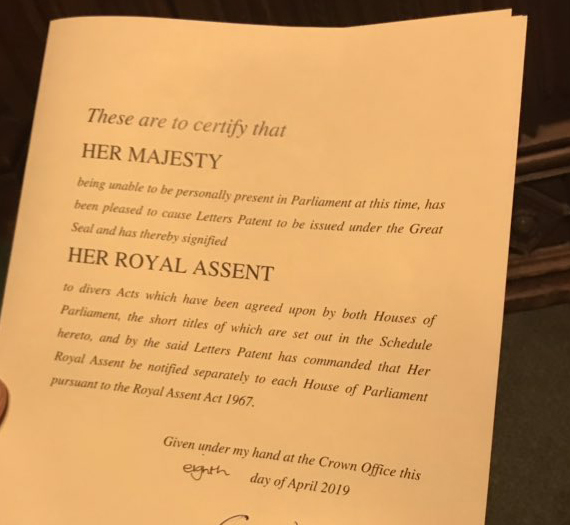 These are to certify that
HER MAJESTY
being unable to be personally present in Parliament at this time, has
been pleased to cause Letters Patent to be issued under the Great
Seal and has thereby signified
HER ROYAL ASSENT
to divers Acts which have been agreed upon by both Houses of
Parliament, the short titles of which are set out in the Schedule
hereto, and by the said Letters Patent has commanded that Her
Royal Assent be notified separately to each House of Parliament
pursuant to the Royal Assent Act 1967.
Given under my hand at the Crown Office this
eighth day of April 2019